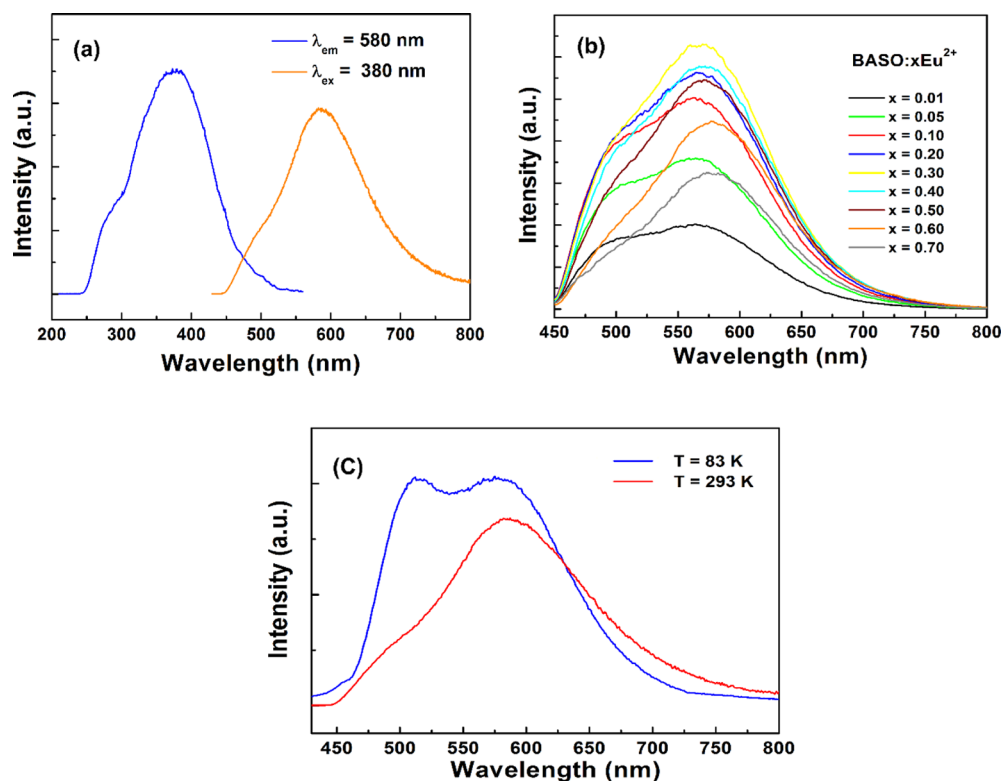 (a)
λem = 580 nm
λex = 380 nm
Intensity (a.u.)
200 300 400 500 600 700 800
Wavelength (nm)
(b)
BASO:xEu²⁺
x = 0.01
x = 0.05
x = 0.10
x = 0.20
x = 0.30
x = 0.40
x = 0.50
x = 0.60
x = 0.70
Intensity (a.u.)
450 500 550 600 650 700 750 800
Wavelength (nm)
(C)
T = 83 K
T = 293 K
Intensity (a.u.)
450 500 550 600 650 700 750 800
Wavelength (nm)